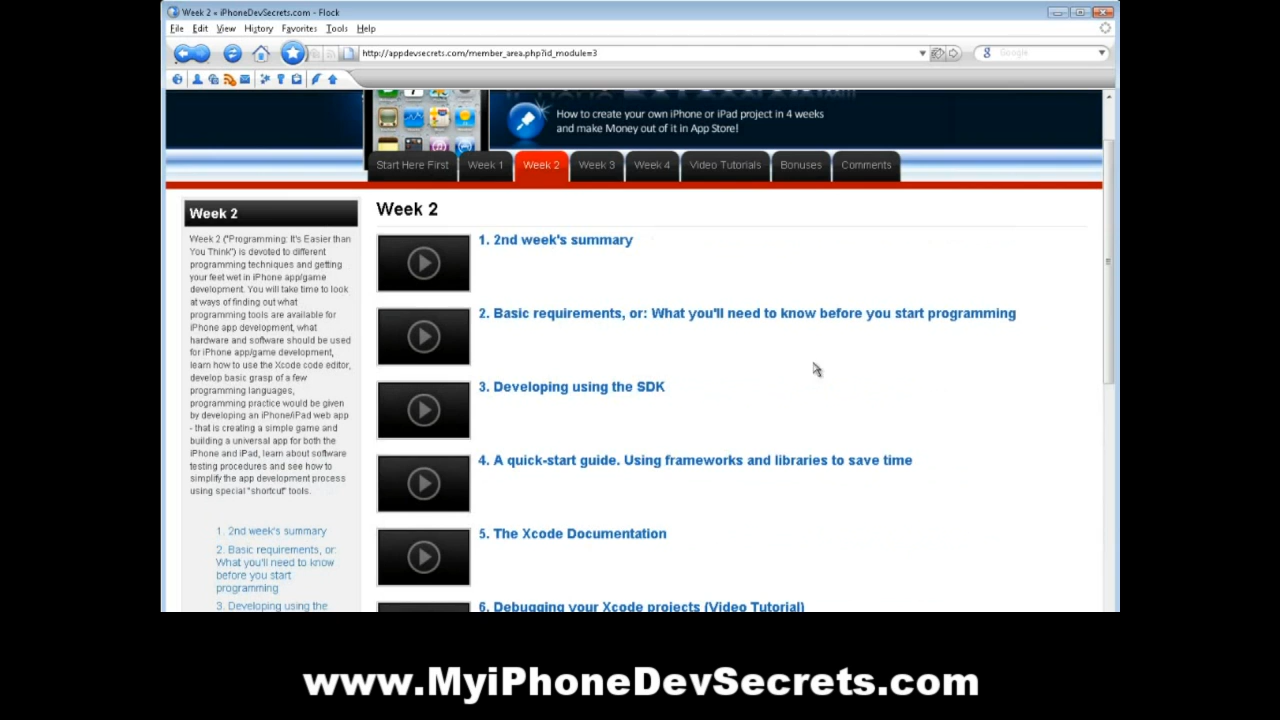 Week 2 « iPhoneDevSecrets.com - Flock
File Edit View History Favorites Tools Help
http://appdevsecrets.com/member_area.php?id_module=3
Google
How to create your own iPhone or iPad project in 4 weeks
and make Money out of it in App Store!
Start Here First Week 1 Week 2 Week 3 Week 4 Video Tutorials Bonuses Comments
Week 2
Week 2 ("Programming: It's Easier than
You Think") is devoted to different
programming techniques and getting
your feet wet in iPhone app/game
development. You will take time to look
at ways of finding out what
programming tools are available for
iPhone app development, what
hardware and software should be used
for iPhone app/game development,
learn how to use the Xcode code editor,
develop basic grasp of a few
programming languages,
programming practice would be given
by developing an iPhone/iPad web app
- that is creating a simple game and
building a universal app for both the
iPhone and iPad, learn about software
testing procedures and see how to
simplify the app development process
using special "shortcut" tools.
1. 2nd week's summary
2. Basic requirements, or:
What you'll need to know
before you start
programming
3. Developing using the
Week 2
1. 2nd week's summary
2. Basic requirements, or: What you'll need to know before you start programming
3. Developing using the SDK
4. A quick-start guide. Using frameworks and libraries to save time
5. The Xcode Documentation
6. Debugging your Xcode projects (Video Tutorial)
www.MyiPhoneDevSecrets.com